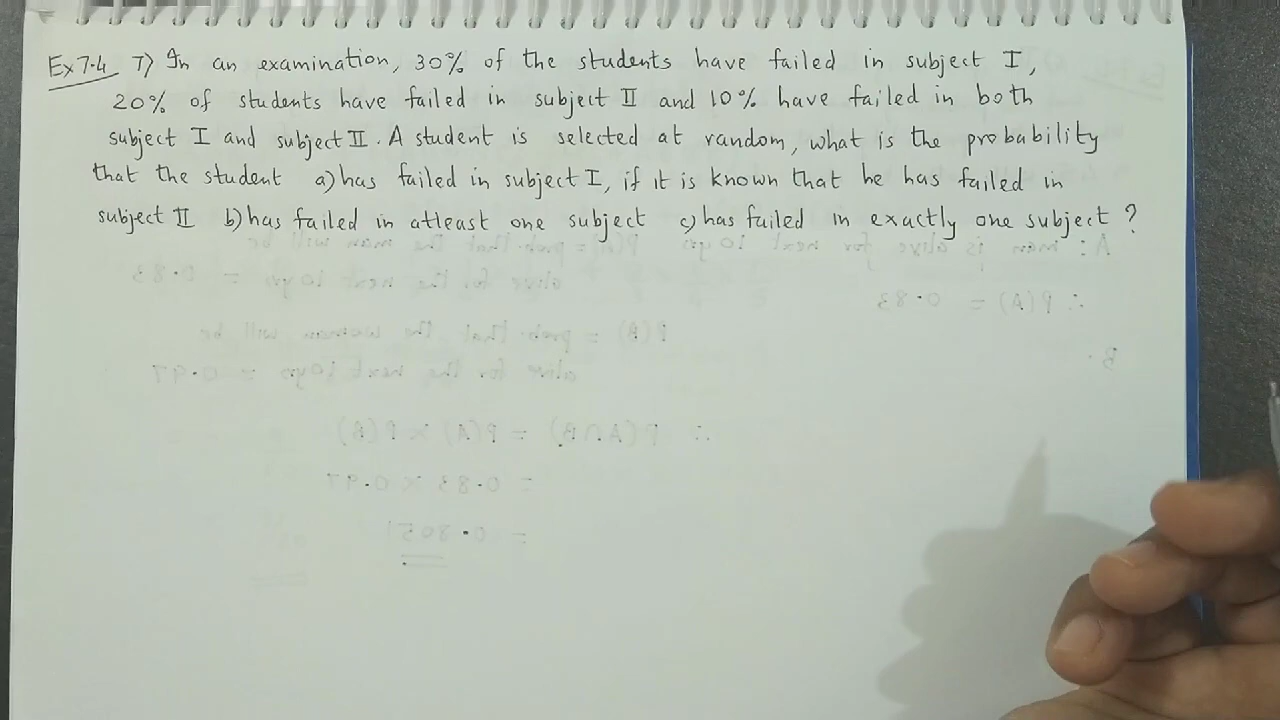 Ex 7.4 7) In an examination, 30% of the students have failed in subject I,
20% of students have failed in subject II and 10% have failed in both
subject I and subject II. A student is selected at random, what is the probability
that the student a) has failed in subject I, if it is known that he has failed in
subject II b) has failed in atleast one subject c) has failed in exactly one subject ?